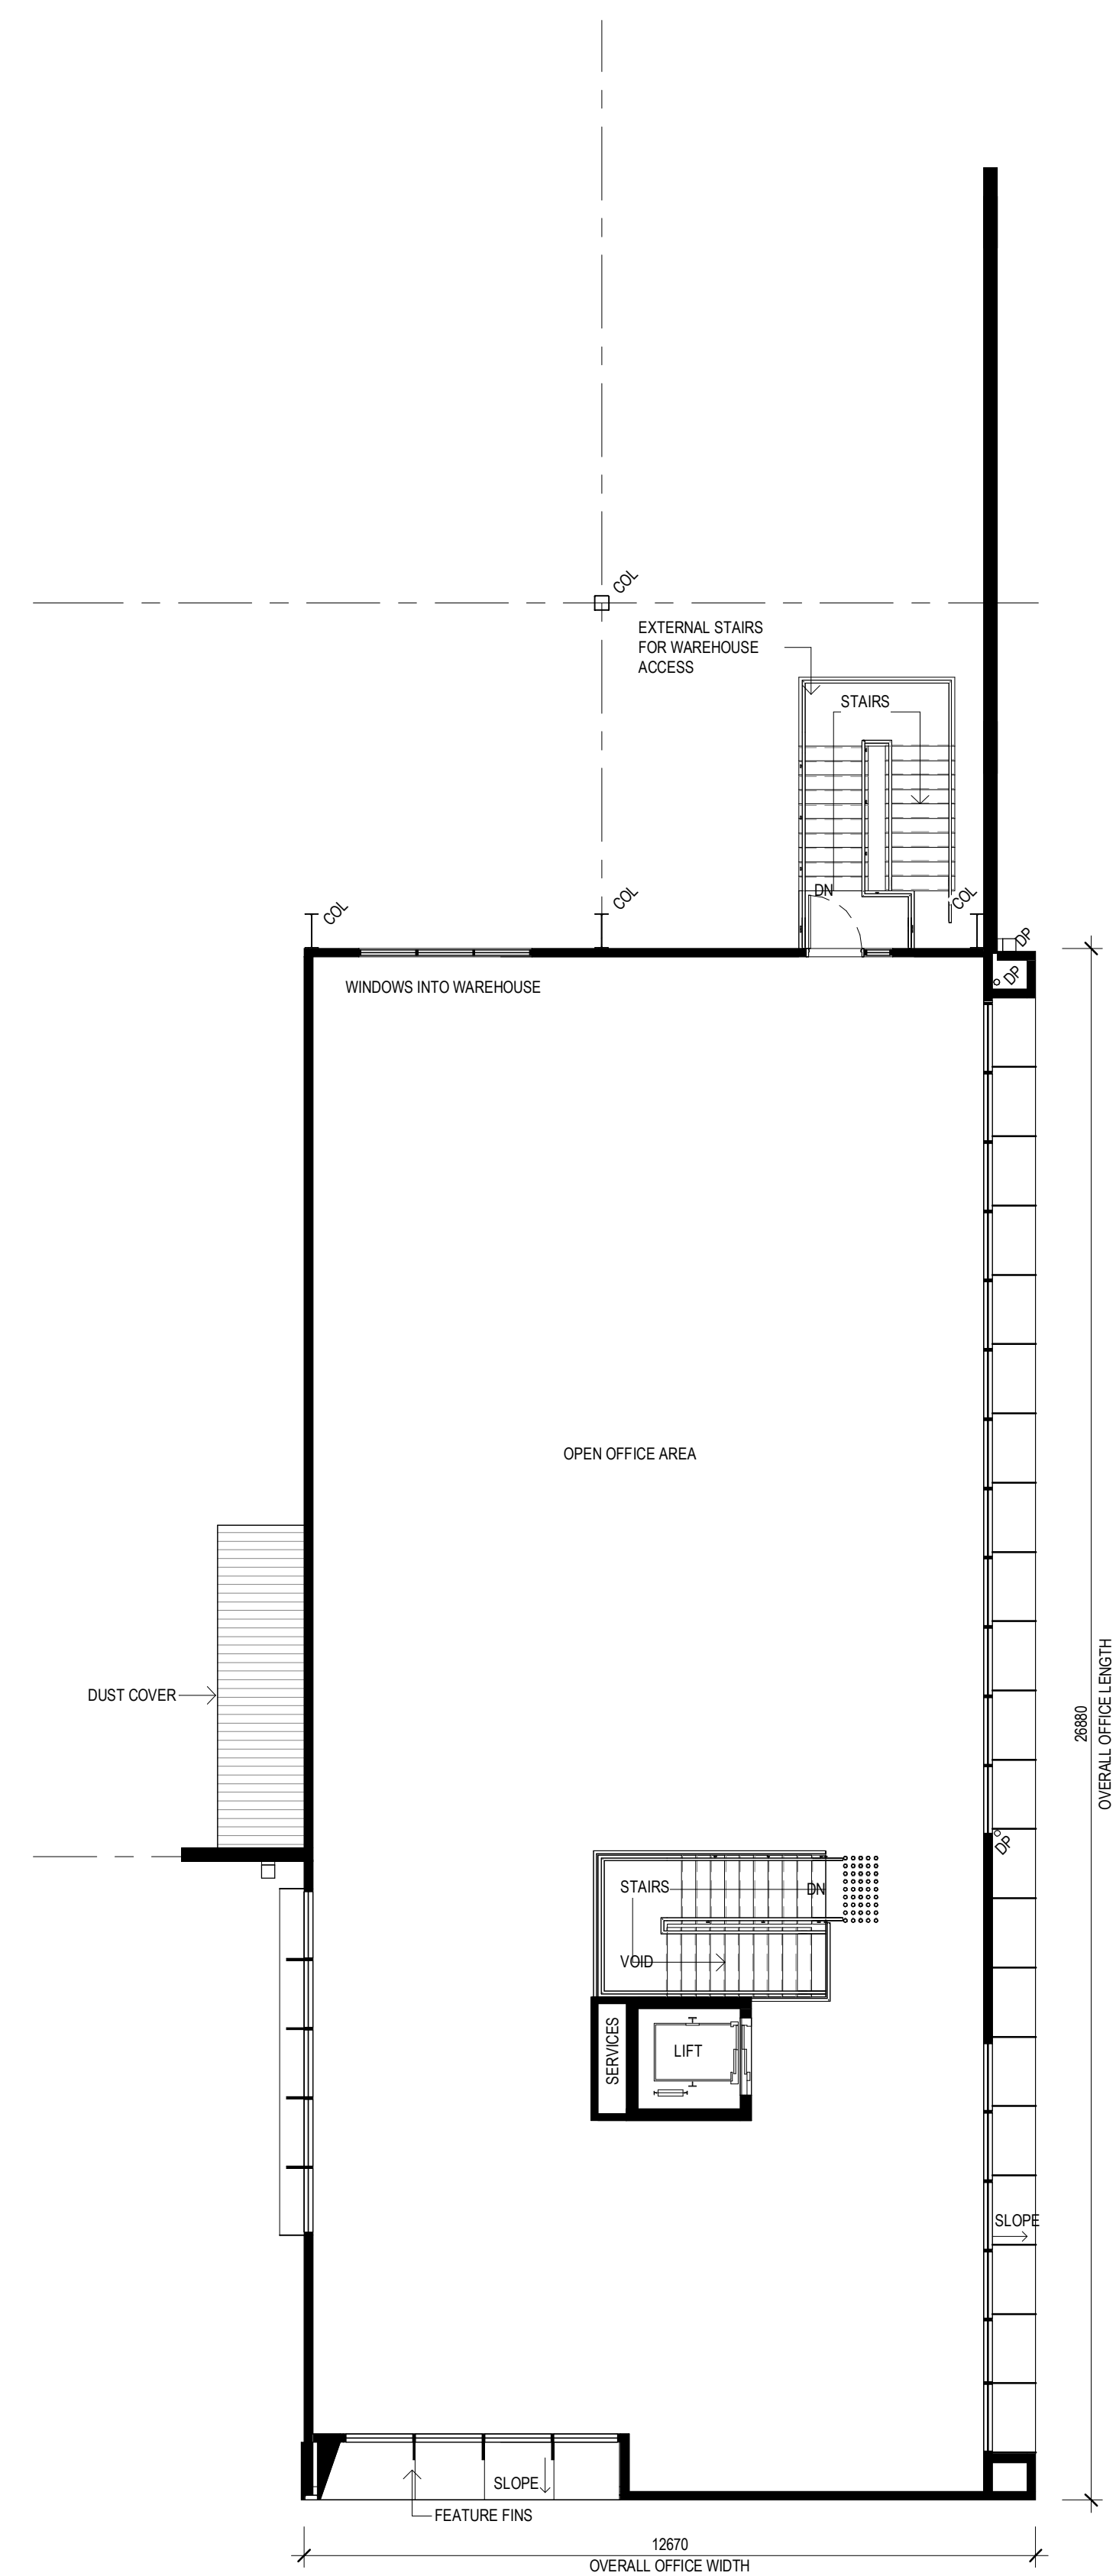 COL
EXTERNAL STAIRS
FOR WAREHOUSE
ACCESS
STAIRS
DN
COL
COL
COL
DP
DP
WINDOWS INTO WAREHOUSE
OPEN OFFICE AREA
DUST COVER
26880
OVERALL OFFICE LENGTH
DP
STAIRS
DN
VOID
SERVICES
LIFT
SLOPE
SLOPE
FEATURE FINS
12670
OVERALL OFFICE WIDTH